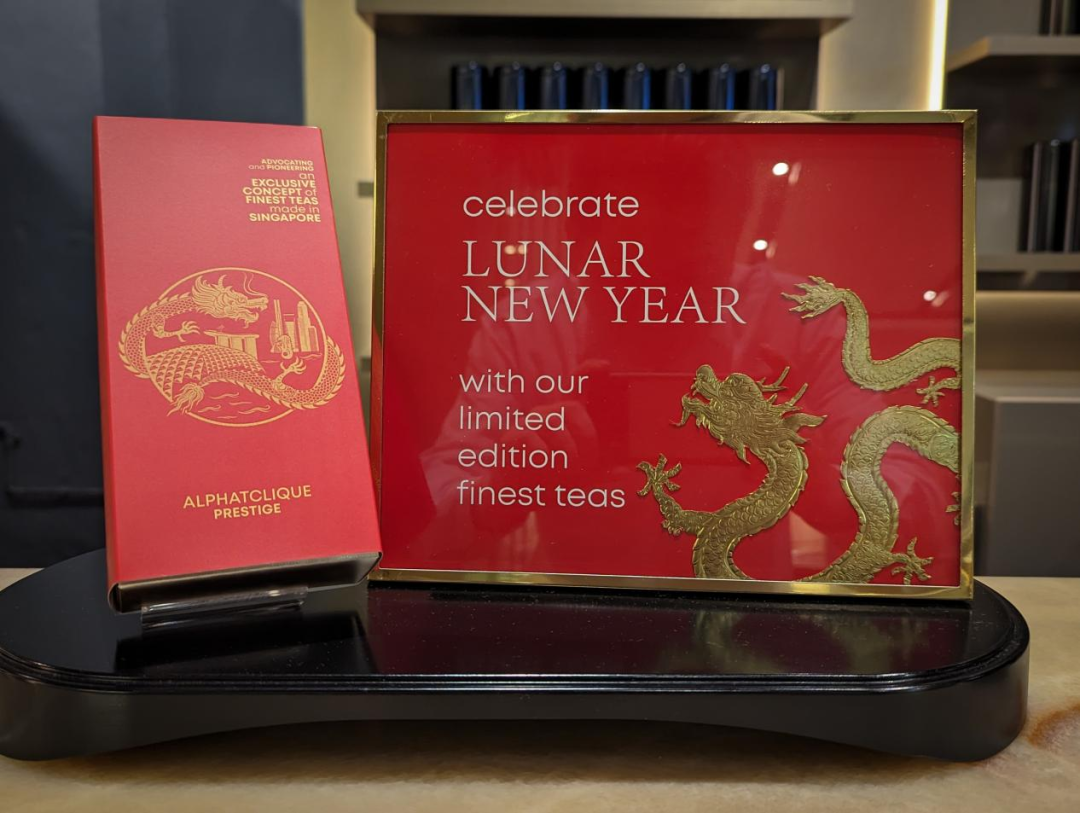 ADVOCATING
and PIONEERING
an
EXCLUSIVE
CONCEPT of
FINEST TEAS
made in
SINGAPORE
ALPHATCLIQUE
PRESTIGE
celebrate
LUNAR
NEW YEAR
with our
limited
edition
finest teas